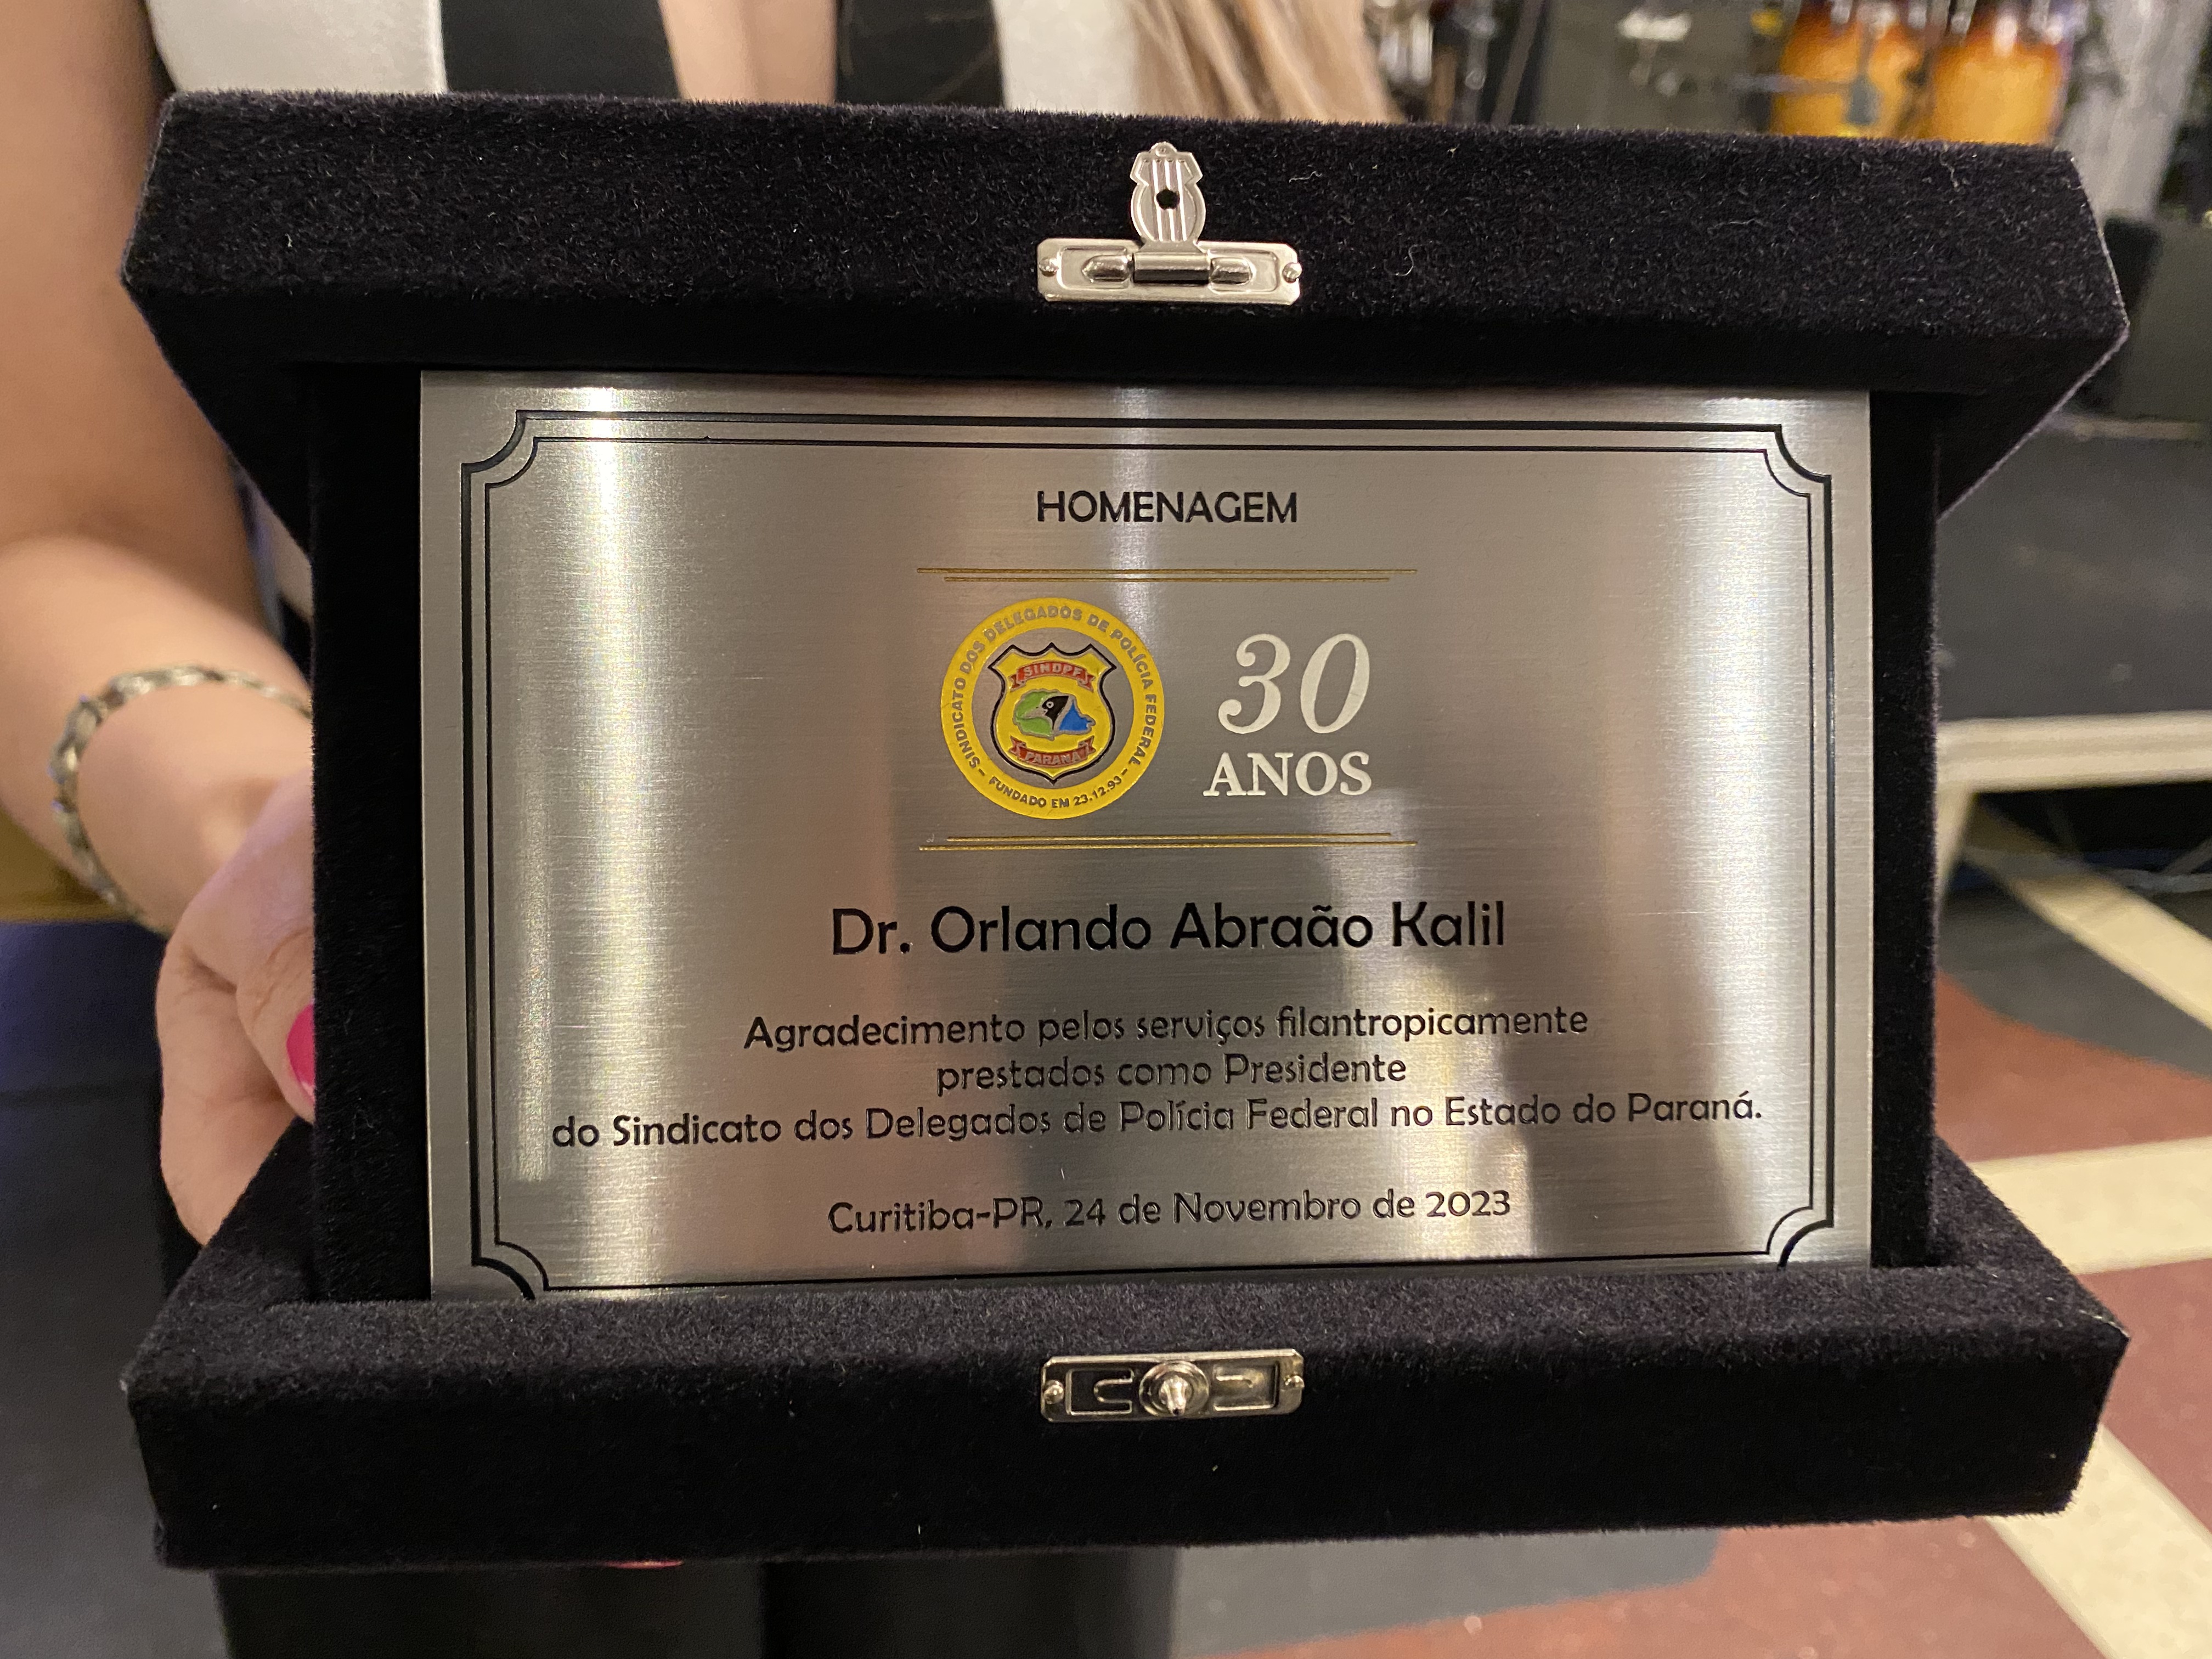 HOMENAGEM
SINDICATO DOS DELEGADOS DE POLÍCIA FEDERAL
SINDPF
PARANÁ
– FUNDADO EM 23.12.93 –
30
ANOS
Dr. Orlando Abraão Kalil
Agradecimento pelos serviços filantropicamente
prestados como Presidente
do Sindicato dos Delegados de Polícia Federal no Estado do Paraná.
Curitiba-PR, 24 de Novembro de 2023